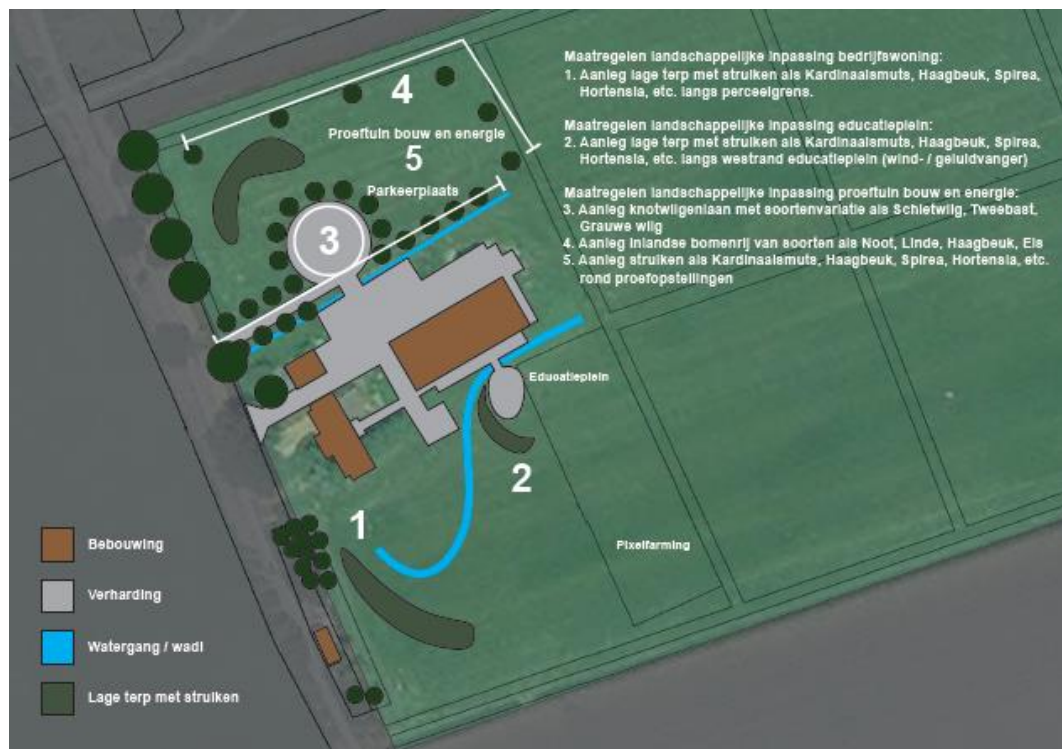 Maatregelen landschappelijke inpassing bedrijfswoning:
1. Aanleg lage terp met struiken als Kardinaalsmuts, Haagbeuk, Spirea,
Hortensia, etc. langs perceelgrens.
Maatregelen landschappelijke inpassing educatieplein:
2. Aanleg lage terp met struiken als Kardinaalsmuts, Haagbeuk, Spirea,
Hortensia, etc. langs westrand educatieplein (wind- / geluidvanger)
Maatregelen landschappelijke inpassing proeftuin bouw en energie:
3. Aanleg knotwilgenlaan met soortenvariatie als Schietwilg, Tweebast,
Grauwe wilg
4. Aanleg inlandse bomenrij van soorten als Noot, Linde, Haagbeuk, Els
5. Aanleg struiken als Kardinaalsmuts, Haagbeuk, Spirea, Hortensia, etc.
rond proefopstellingen
4
Proeftuin bouw en energie
5
Parkeerplaats
3
Educatieplein
2
1
Pixelfarming
Bebouwing
Verharding
Watergang / wadi
Lage terp met struiken